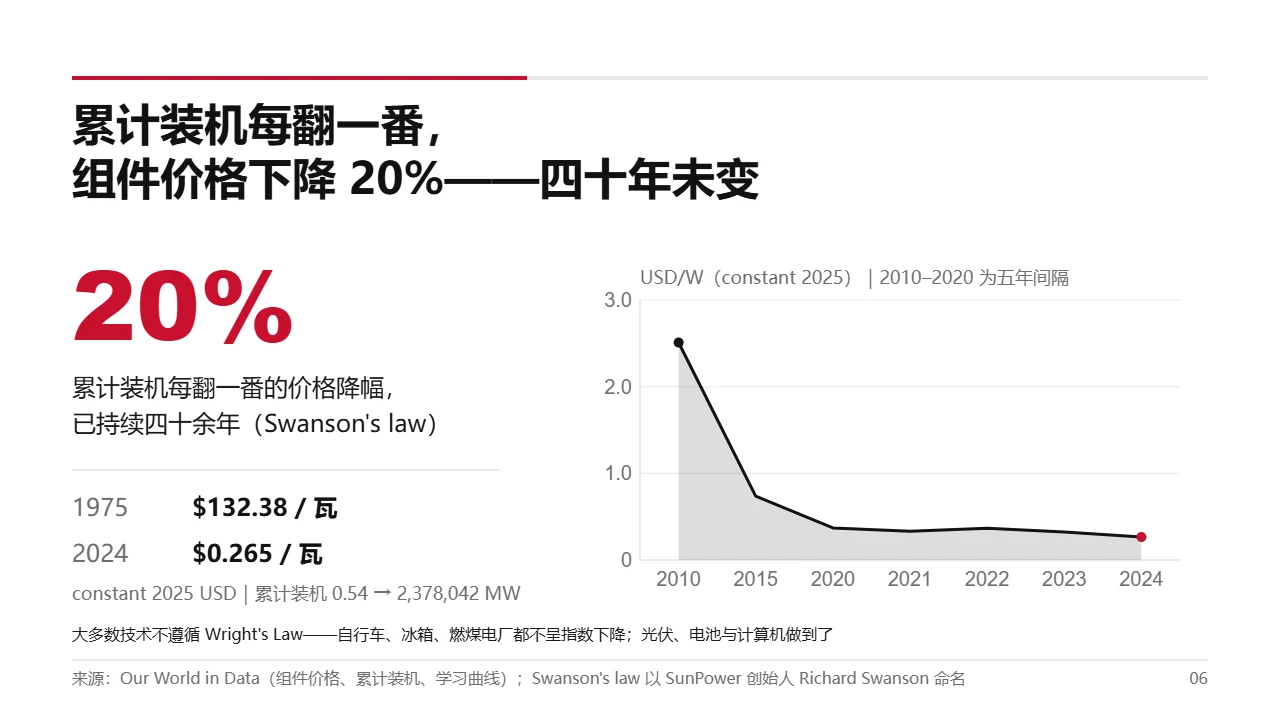 累计装机每翻一番，
组件价格下降 20%——四十年未变
20%
累计装机每翻一番的价格降幅，
已持续四十余年（Swanson's law）
1975 $132.38 / 瓦
2024 $0.265 / 瓦
constant 2025 USD | 累计装机 0.54 → 2,378,042 MW
USD/W（constant 2025） | 2010–2020 为五年间隔
3.0
2.0
1.0
0
2010 2015 2020 2021 2022 2023 2024
大多数技术不遵循 Wright's Law——自行车、冰箱、燃煤电厂都不呈指数下降；光伏、电池与计算机做到了
来源：Our World in Data（组件价格、累计装机、学习曲线）；Swanson's law 以 SunPower 创始人 Richard Swanson 命名
06